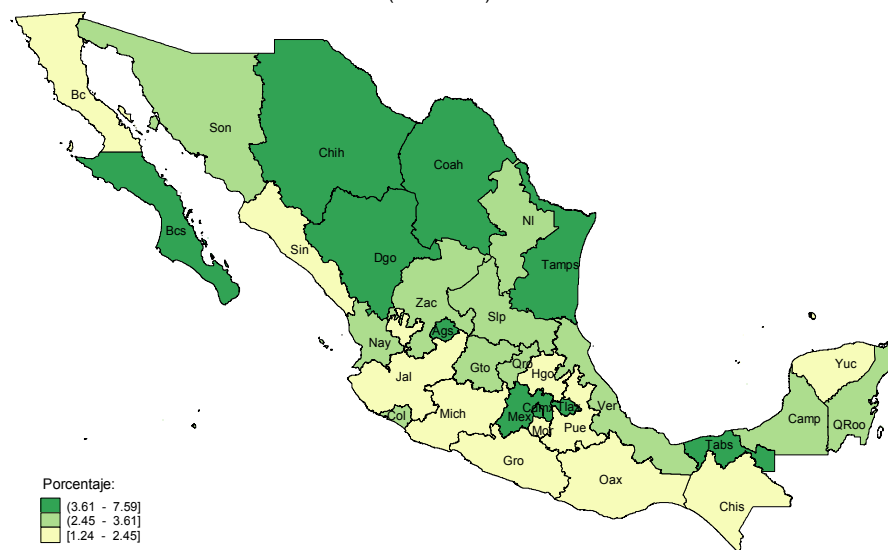 Bc
Son
Chih
Coah
Bcs
Nl
Sin
Dgo
Tamps
Zac
Slp
Ags
Nay
Gto
Qro
Hgo
Jal
Yuc
Col
Mich
Mex
Cdmx
Tlax
Ver
Camp
QRoo
Mor
Pue
Tabs
Gro
Oax
Chis
Porcentaje:
(3.61 - 7.59]
(2.45 - 3.61]
[1.24 - 2.45]